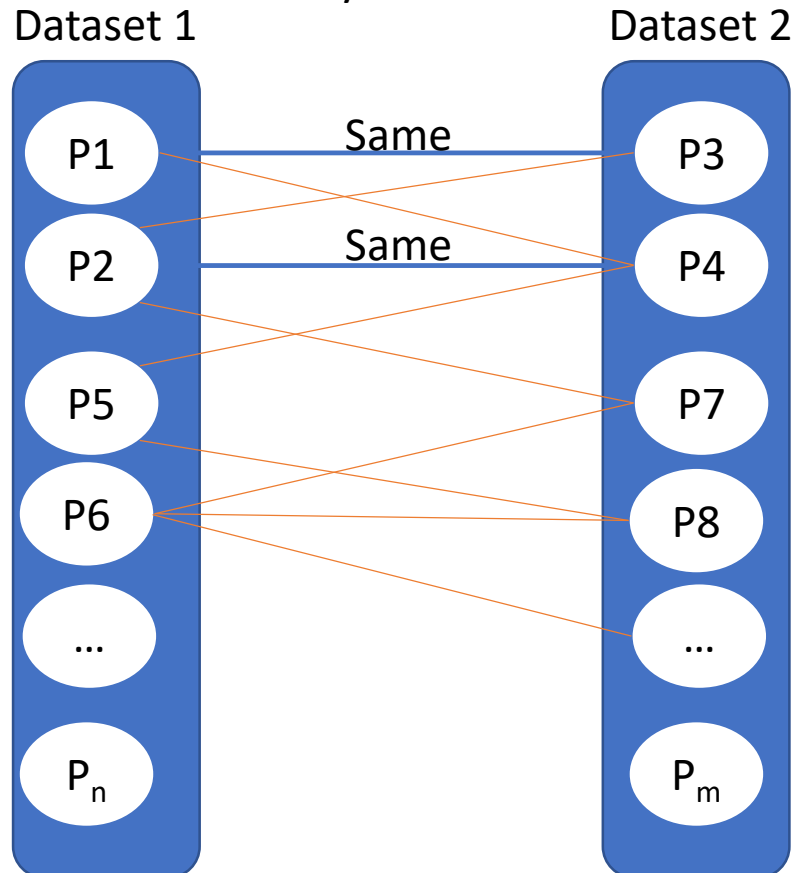 Dataset 1 Dataset 2
P1 Same P3
P2 Same P4
P5 P7
P6 P8
... ...
Pn Pm